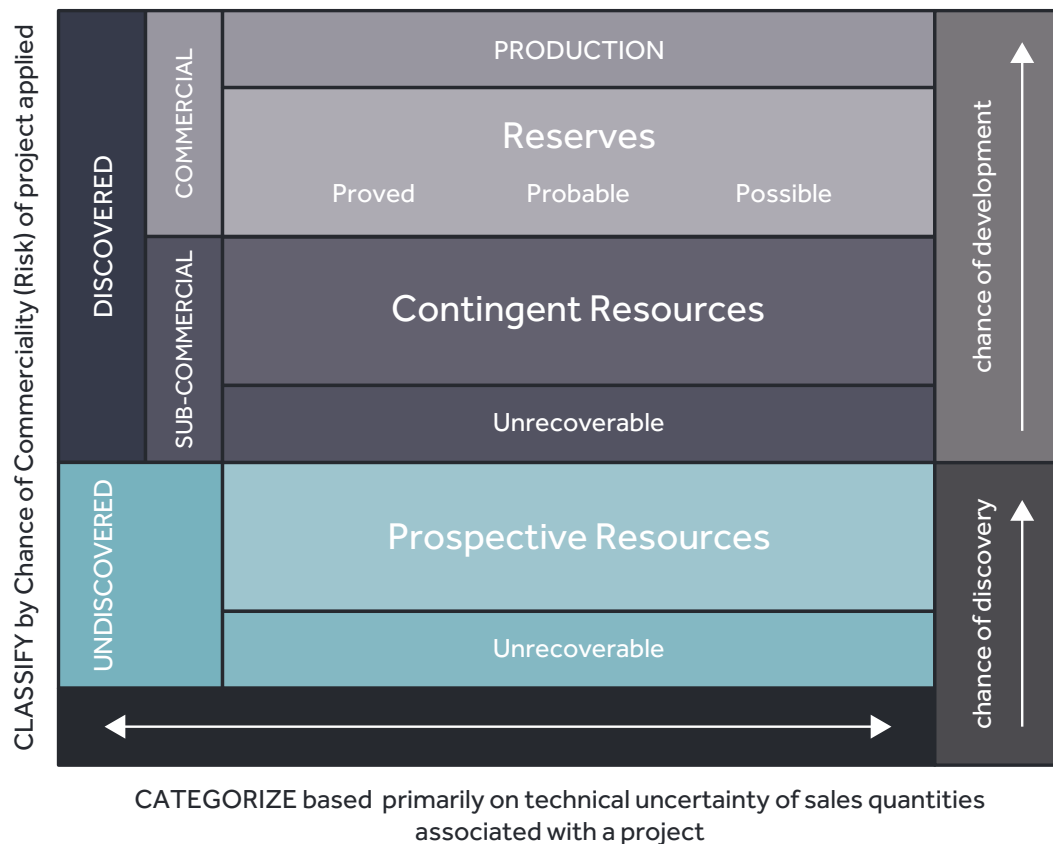 CLASSIFY by Chance of Commerciality (Risk) of project applied
DISCOVERED
COMMERCIAL
PRODUCTION
Reserves
Proved Probable Possible
SUB-COMMERCIAL
Contingent Resources
Unrecoverable
chance of development
UNDISCOVERED
Prospective Resources
Unrecoverable
chance of discovery
CATEGORIZE based primarily on technical uncertainty of sales quantities
associated with a project